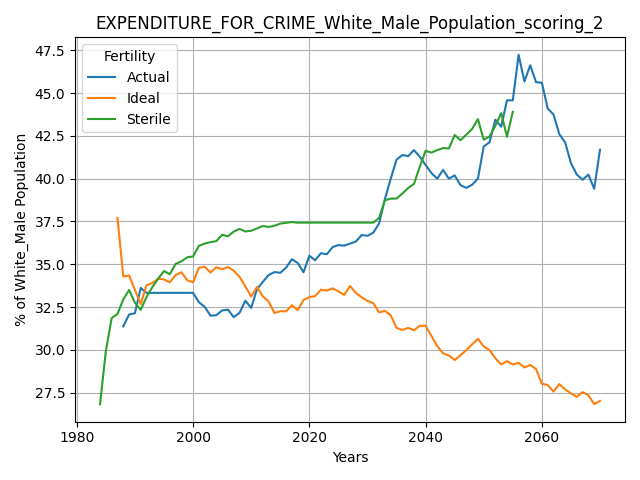 EXPENDITURE_FOR_CRIME_White_Male_Population_scoring_2
Fertility
Actual
Ideal
Sterile
% of White_Male Population
47.5
45.0
42.5
40.0
37.5
35.0
32.5
30.0
27.5
1980 2000 2020 2040 2060
Years